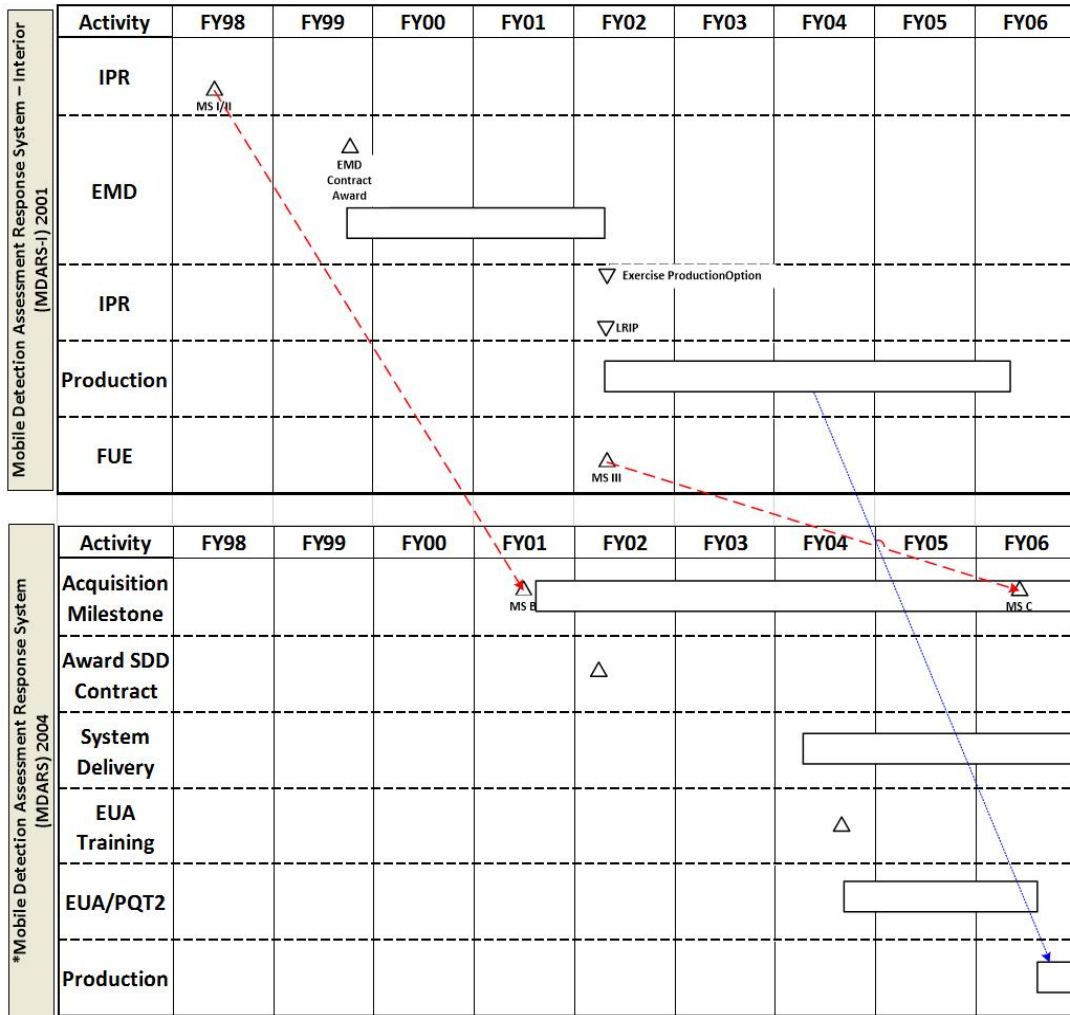 Mobile Detection Assessment Response System – Interior
(MDARS-I) 2001
Activity FY98 FY99 FY00 FY01 FY02 FY03 FY04 FY05 FY06
IPR
MS I/II
EMD
EMD
Contract
Award
IPR
Exercise ProductionOption
LRIP
Production
FUE
MS III
*Mobile Detection Assessment Response System
(MDARS) 2004
Activity FY98 FY99 FY00 FY01 FY02 FY03 FY04 FY05 FY06
Acquisition
Milestone
MS B
MS C
Award SDD
Contract
System
Delivery
EUA
Training
EUA/PQT2
Production